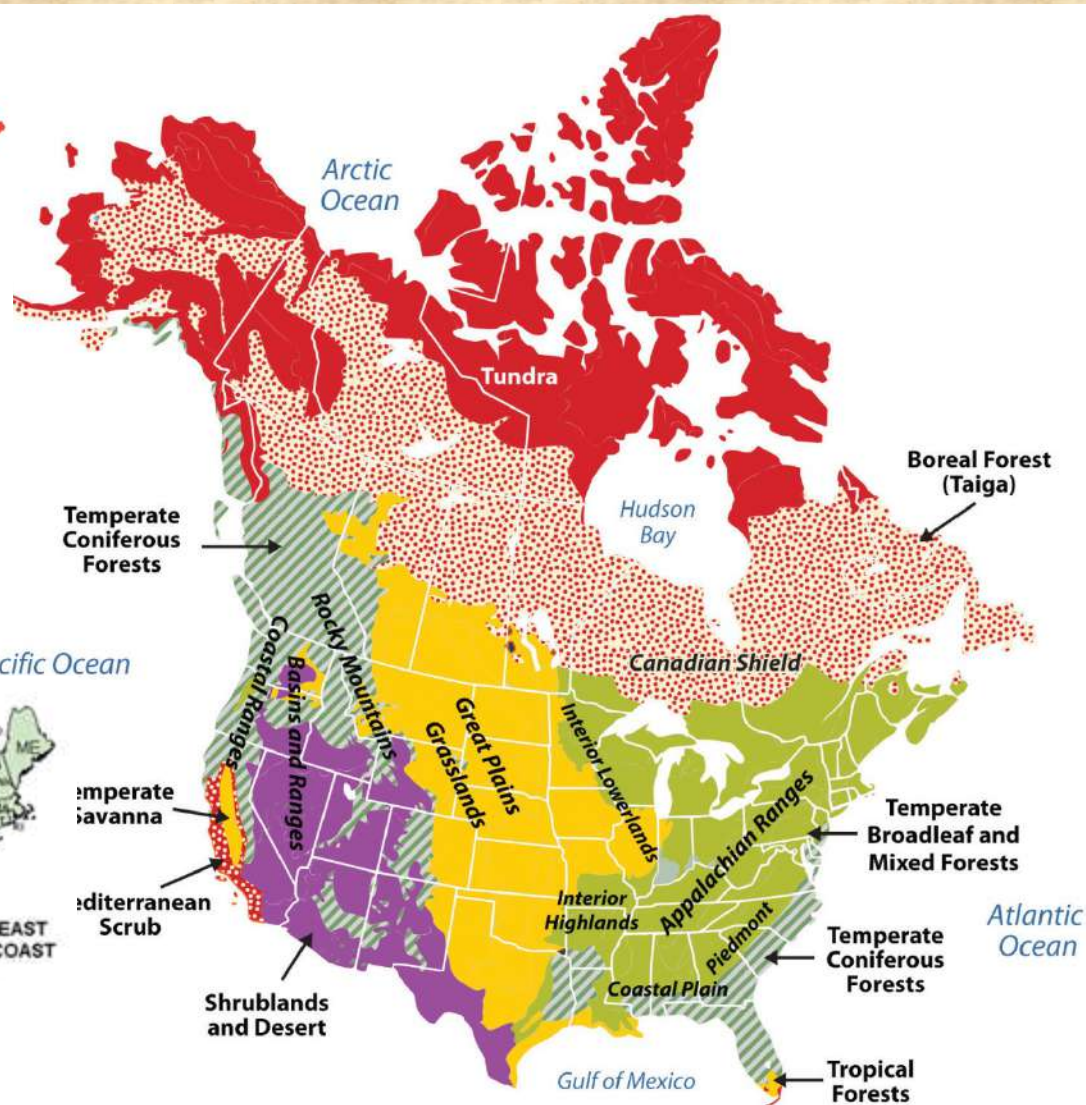 Arctic
Ocean
Tundra
Boreal Forest
(Taiga)
Hudson
Bay
Temperate
Coniferous
Forests
Rocky Mountains
Coastal Ranges
Basins and Ranges
cific Ocean
Canadian Shield
Great Plains
Grasslands
Interior Lowerlands
ME
emperate
Savanna
Appalachian Ranges
Temperate
Broadleaf and
Mixed Forests
editerranean
Scrub
Interior
Highlands
Piedmont
Atlantic
Ocean
EAST
COAST
Temperate
Coniferous
Forests
Coastal Plain
Shrublands
and Desert
Gulf of Mexico
Tropical
Forests